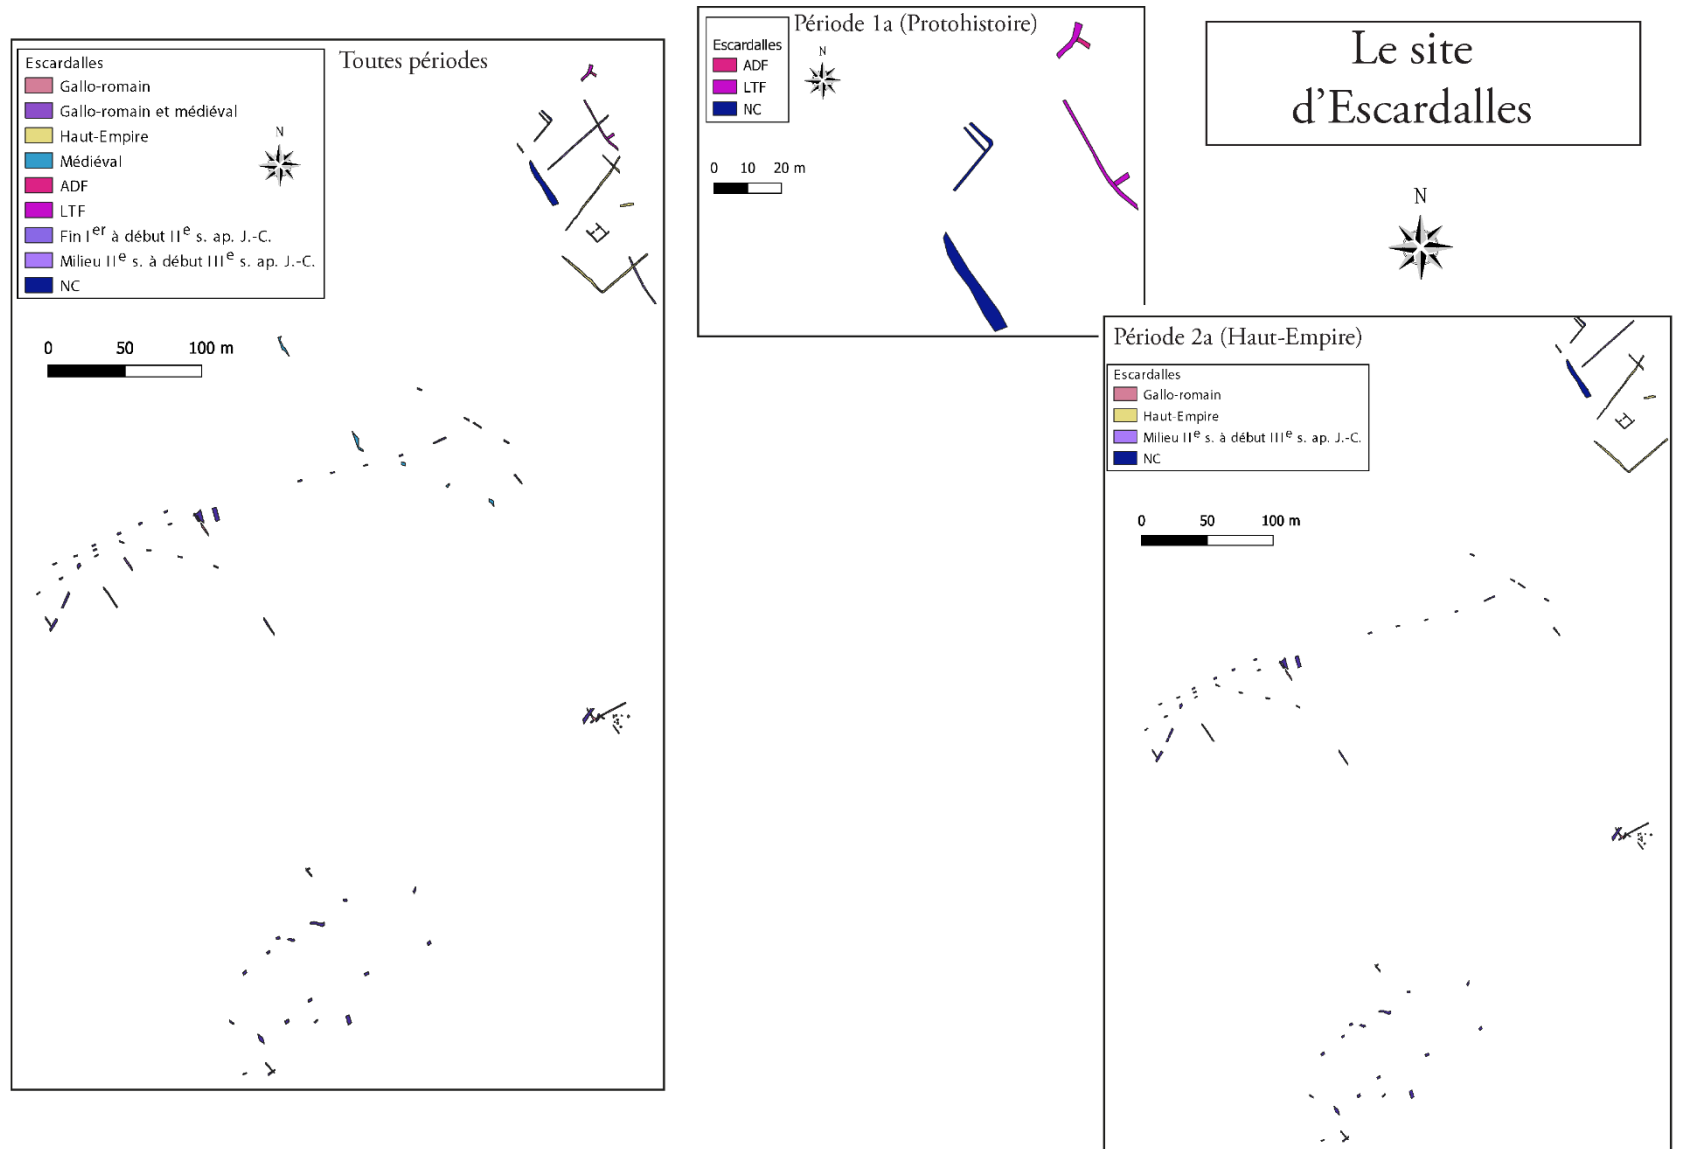 Toutes périodes
Escardalles
Gallo-romain
Gallo-romain et médiéval
Haut-Empire
Médiéval
ADF
LTF
Fin Ier à début IIe s. ap. J.-C.
Milieu IIe s. à début IIIe s. ap. J.-C.
NC
N
0 50 100 m
Période 1a (Protohistoire)
Escardalles
ADF
LTF
NC
N
0 10 20 m
Le site
d'Escardalles
N
Période 2a (Haut-Empire)
Escardalles
Gallo-romain
Haut-Empire
Milieu IIe s. à début IIIe s. ap. J.-C.
NC
0 50 100 m